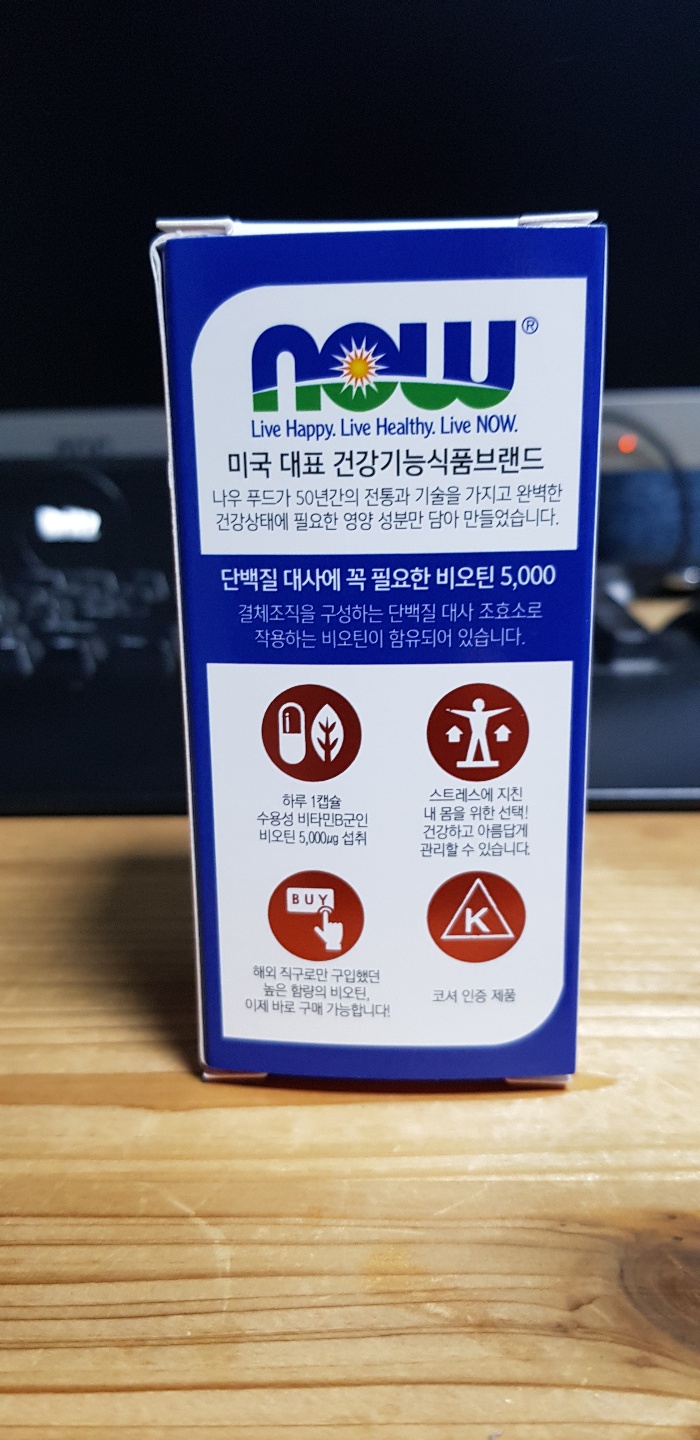 now®
Live Happy. Live Healthy. Live NOW.
미국 대표 건강기능식품브랜드
나우 푸드가 50년간의 전통과 기술을 가지고 완벽한
건강상태에 필요한 영양 성분만 담아 만들었습니다.
단백질 대사에 꼭 필요한 비오틴 5,000
결체조직을 구성하는 단백질 대사 조효소로
작용하는 비오틴이 함유되어 있습니다.
하루 1캡슐
수용성 비타민B군인
비오틴 5,000㎍ 섭취
스트레스에 지친
내 몸을 위한 선택!
건강하고 아름답게
관리할 수 있습니다.
BUY
해외 직구로만 구입했던
높은 함량의 비오틴,
이제 바로 구매 가능합니다!
K
코셔 인증 제품